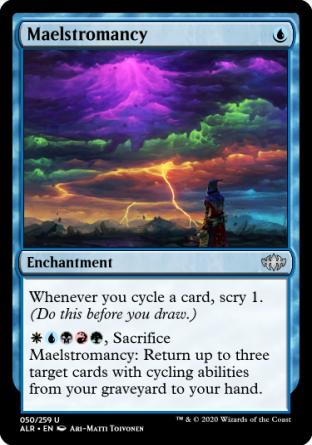 Maelstromancy
Enchantment
Whenever you cycle a card, scry 1.
(Do this before you draw.)
, Sacrifice
Maelstromancy: Return up to three
target cards with cycling abilities
from your graveyard to your hand.
050/259 U
ALR • EN Ari-Matti Toivonen
™ & © 2020 Wizards of the Coast